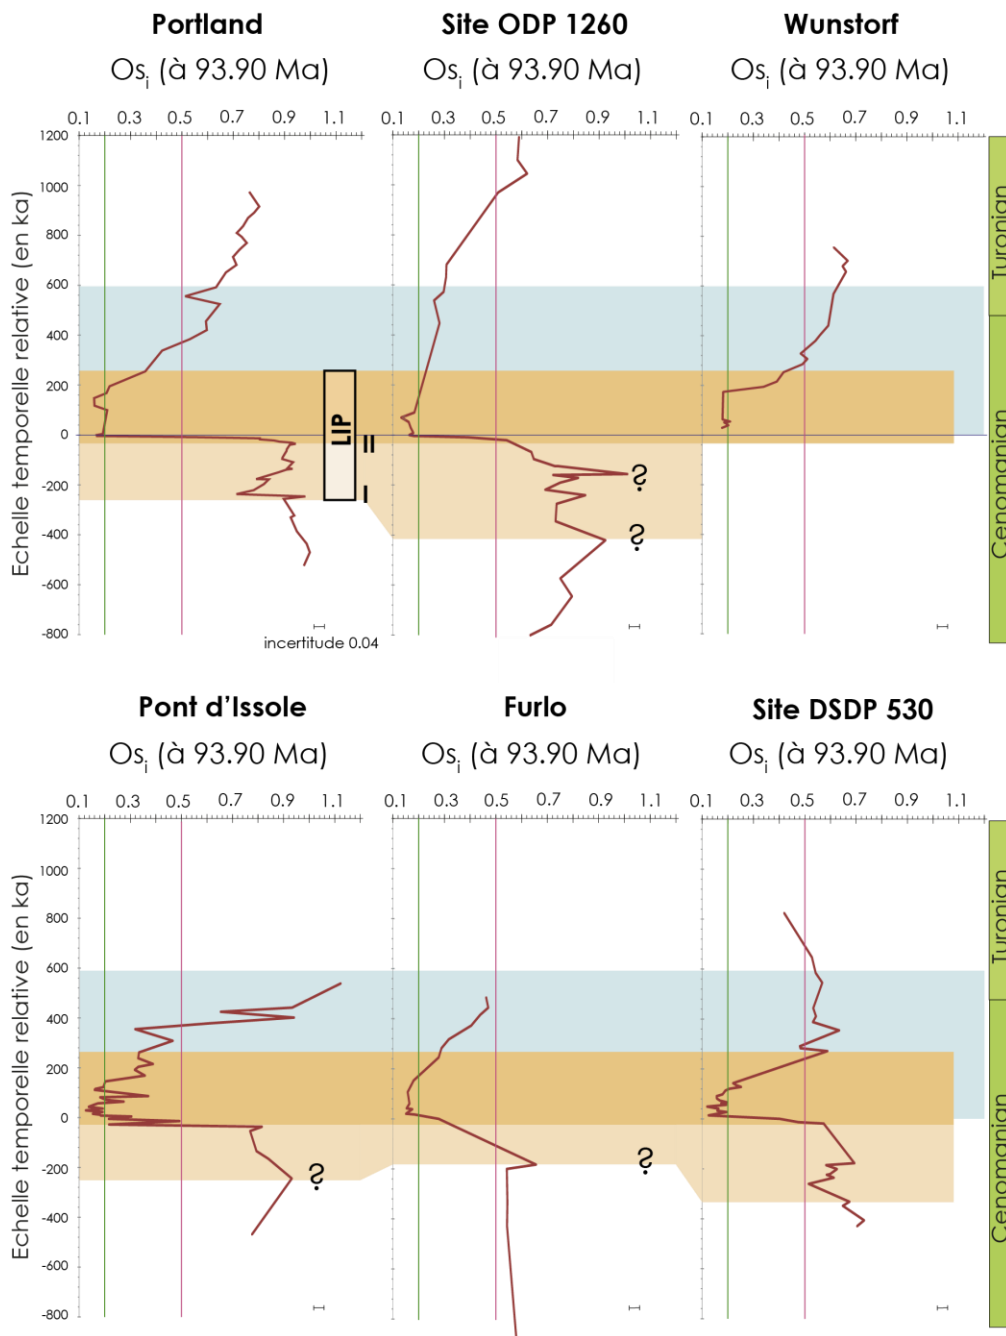 Portland
Site ODP 1260
Wunstorf
Osi (à 93.90 Ma)
Osi (à 93.90 Ma)
Osi (à 93.90 Ma)
0.1 0.3 0.5 0.7 0.9 1.1
0.1 0.3 0.5 0.7 0.9 1.1
0.1 0.3 0.5 0.7 0.9 1.1
Echelle temporelle relative (en ka)
1200
1000
800
600
400
200
0
-200
-400
-600
-800
LIP
II
I
?
?
incertitude 0.04
Turonian
Cenomanian
Pont d'Issole
Furlo
Site DSDP 530
Osi (à 93.90 Ma)
Osi (à 93.90 Ma)
Osi (à 93.90 Ma)
0.1 0.3 0.5 0.7 0.9 1.1
0.1 0.3 0.5 0.7 0.9 1.1
0.1 0.3 0.5 0.7 0.9 1.1
Echelle temporelle relative (en ka)
1200
1000
800
600
400
200
0
-200
-400
-600
-800
?
?
Turonian
Cenomanian